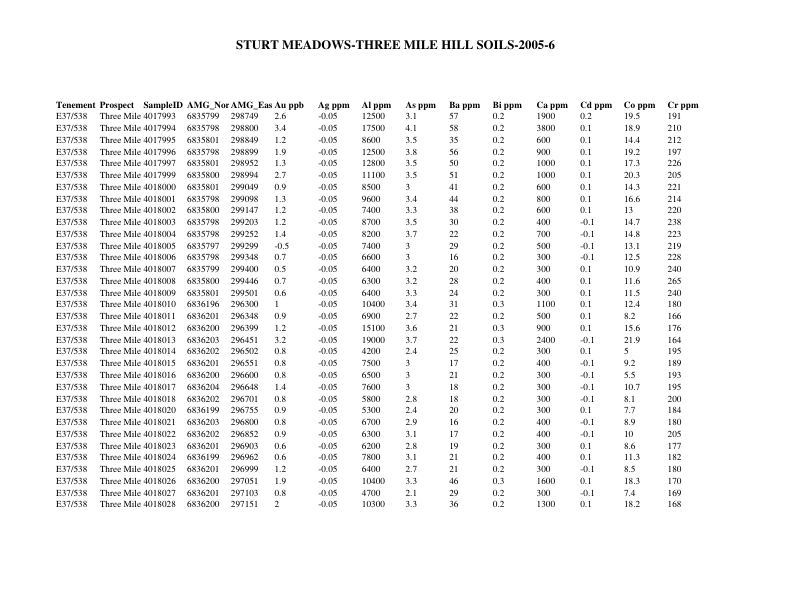 STURT MEADOWS-THREE MILE HILL SOILS-2005-6
Tenement Prospect SampleID AMG_Nor AMG_Eas Au ppb Ag ppm Al ppm As ppm Ba ppm Bi ppm Ca ppm Cd ppm Co ppm Cr ppm
E37/538 Three Mile 4017993 6835799 298749 2.6 -0.05 12500 3.1 57 0.2 1900 0.2 19.5 191
E37/538 Three Mile 4017994 6835798 298800 3.4 -0.05 17500 4.1 58 0.2 3800 0.1 18.9 210
E37/538 Three Mile 4017995 6835801 298849 1.2 -0.05 8600 3.5 35 0.2 600 0.1 14.4 212
E37/538 Three Mile 4017996 6835798 298899 1.9 -0.05 12500 3.8 56 0.2 900 0.1 19.2 197
E37/538 Three Mile 4017997 6835801 298952 1.3 -0.05 12800 3.5 50 0.2 1000 0.1 17.3 226
E37/538 Three Mile 4017999 6835800 298994 2.7 -0.05 11100 3.5 51 0.2 1000 0.1 20.3 205
E37/538 Three Mile 4018000 6835801 299049 0.9 -0.05 8500 3 41 0.2 600 0.1 14.3 221
E37/538 Three Mile 4018001 6835798 299098 1.3 -0.05 9600 3.4 44 0.2 800 0.1 16.6 214
E37/538 Three Mile 4018002 6835800 299147 1.2 -0.05 7400 3.3 38 0.2 600 0.1 13 220
E37/538 Three Mile 4018003 6835798 299203 1.2 -0.05 8700 3.5 30 0.2 400 -0.1 14.7 238
E37/538 Three Mile 4018004 6835798 299252 1.4 -0.05 8200 3.7 22 0.2 700 -0.1 14.8 223
E37/538 Three Mile 4018005 6835797 299299 -0.5 -0.05 7400 3 29 0.2 500 -0.1 13.1 219
E37/538 Three Mile 4018006 6835798 299348 0.7 -0.05 6600 3 16 0.2 300 -0.1 12.5 228
E37/538 Three Mile 4018007 6835799 299400 0.5 -0.05 6400 3.2 20 0.2 300 0.1 10.9 240
E37/538 Three Mile 4018008 6835800 299446 0.7 -0.05 6300 3.2 28 0.2 400 0.1 11.6 265
E37/538 Three Mile 4018009 6835801 299501 0.6 -0.05 6400 3.3 24 0.2 300 0.1 11.5 240
E37/538 Three Mile 4018010 6836196 296300 1 -0.05 10400 3.4 31 0.3 1100 0.1 12.4 180
E37/538 Three Mile 4018011 6836201 296348 0.9 -0.05 6900 2.7 22 0.2 500 0.1 8.2 166
E37/538 Three Mile 4018012 6836200 296399 1.2 -0.05 15100 3.6 21 0.3 900 0.1 15.6 176
E37/538 Three Mile 4018013 6836203 296451 3.2 -0.05 19000 3.7 22 0.3 2400 -0.1 21.9 164
E37/538 Three Mile 4018014 6836202 296502 0.8 -0.05 4200 2.4 25 0.2 300 0.1 5 195
E37/538 Three Mile 4018015 6836201 296551 0.8 -0.05 7500 3 17 0.2 400 -0.1 9.2 189
E37/538 Three Mile 4018016 6836200 296600 0.8 -0.05 6500 3 21 0.2 300 -0.1 5.5 193
E37/538 Three Mile 4018017 6836204 296648 1.4 -0.05 7600 3 18 0.2 300 -0.1 10.7 195
E37/538 Three Mile 4018018 6836202 296701 0.8 -0.05 5800 2.8 18 0.2 300 -0.1 8.1 200
E37/538 Three Mile 4018020 6836199 296755 0.9 -0.05 5300 2.4 20 0.2 300 0.1 7.7 184
E37/538 Three Mile 4018021 6836203 296800 0.8 -0.05 6700 2.9 16 0.2 400 -0.1 8.9 180
E37/538 Three Mile 4018022 6836202 296852 0.9 -0.05 6300 3.1 17 0.2 400 -0.1 10 205
E37/538 Three Mile 4018023 6836201 296903 0.6 -0.05 6200 2.8 19 0.2 300 0.1 8.6 177
E37/538 Three Mile 4018024 6836199 296962 0.6 -0.05 7800 3.1 21 0.2 400 0.1 11.3 182
E37/538 Three Mile 4018025 6836201 296999 1.2 -0.05 6400 2.7 21 0.2 300 -0.1 8.5 180
E37/538 Three Mile 4018026 6836200 297051 1.9 -0.05 10400 3.3 46 0.3 1600 0.1 18.3 170
E37/538 Three Mile 4018027 6836201 297103 0.8 -0.05 4700 2.1 29 0.2 300 -0.1 7.4 169
E37/538 Three Mile 4018028 6836200 297151 2 -0.05 10300 3.3 36 0.2 1300 0.1 18.2 168